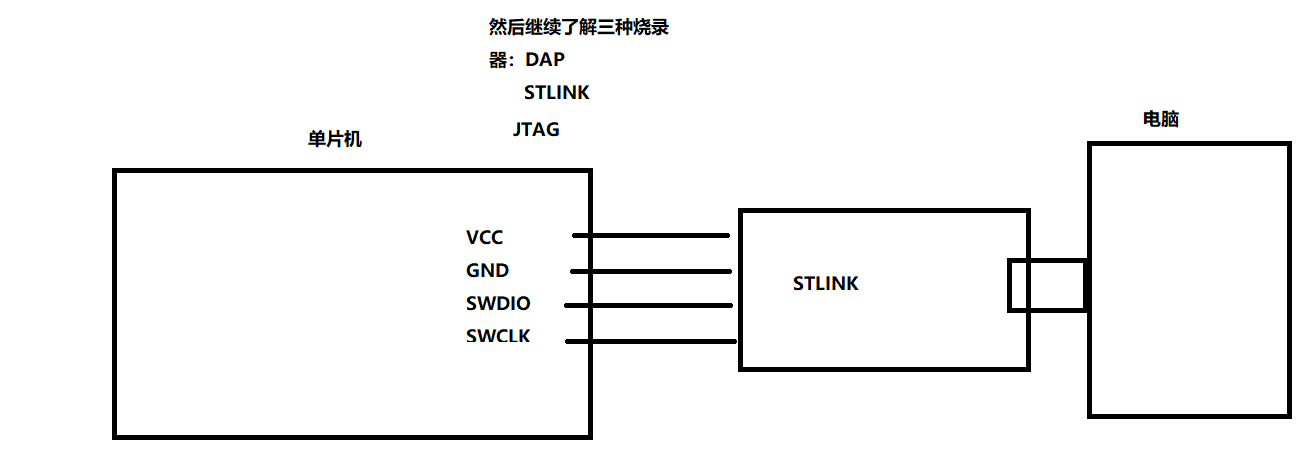 然后继续了解三种烧录
器：DAP
STLINK
JTAG
单片机
电脑
VCC
GND
SWDIO
SWCLK
STLINK